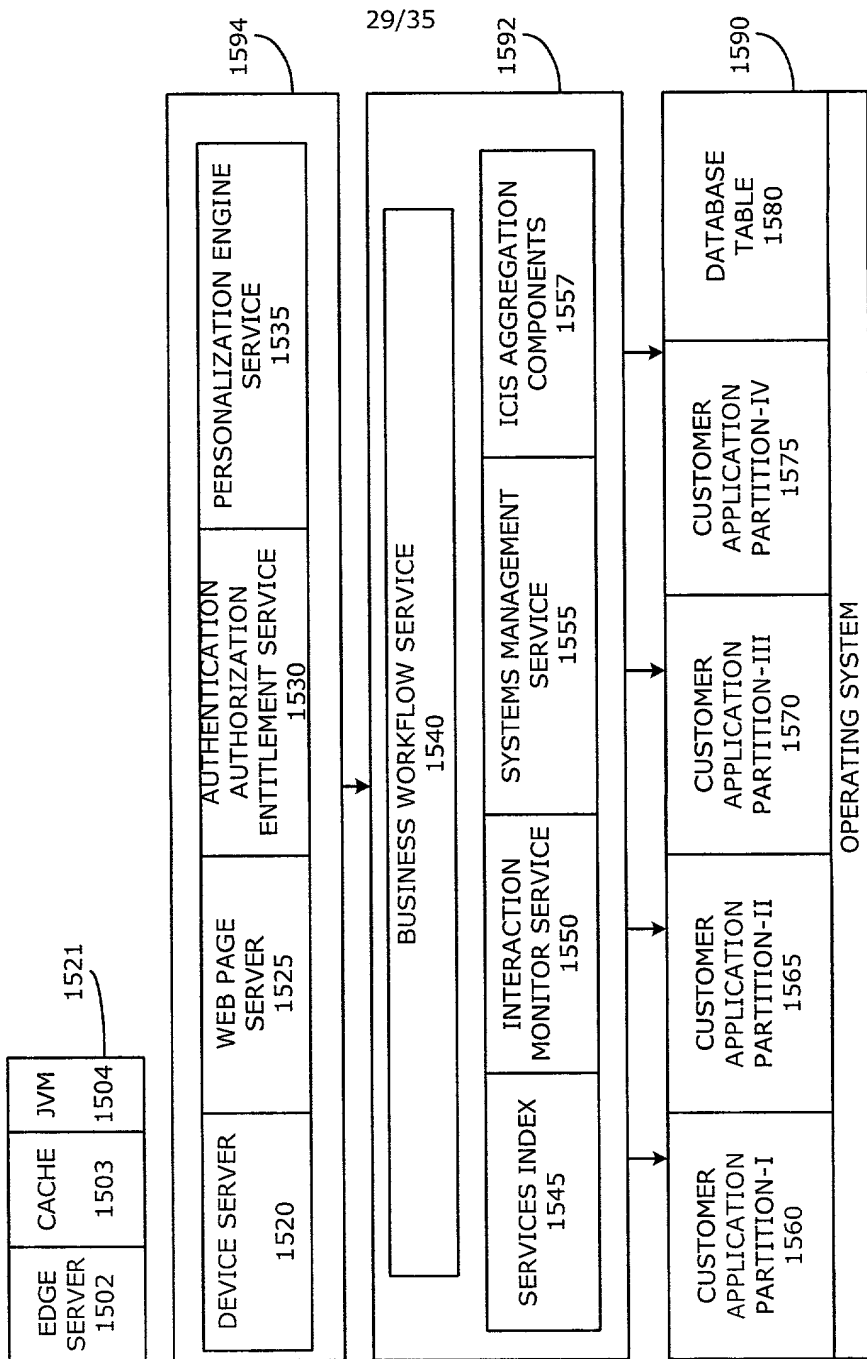 29/35
EDGE
SERVER
1502
CACHE
1503
JVM
1504
1521
DEVICE SERVER
1520
WEB PAGE
SERVER
1525
AUTHENTICATION
AUTHORIZATION
ENTITLEMENT SERVICE
1530
PERSONALIZATION ENGINE
SERVICE
1535
1594
BUSINESS WORKFLOW SERVICE
1540
SERVICES INDEX
1545
INTERACTION
MONITOR SERVICE
1550
SYSTEMS MANAGEMENT
SERVICE
1555
ICIS AGGREGATION
COMPONENTS
1557
1592
CUSTOMER
APPLICATION
PARTITION-I
1560
CUSTOMER
APPLICATION
PARTITION-II
1565
CUSTOMER
APPLICATION
PARTITION-III
1570
CUSTOMER
APPLICATION
PARTITION-IV
1575
DATABASE
TABLE
1580
1590
OPERATING SYSTEM